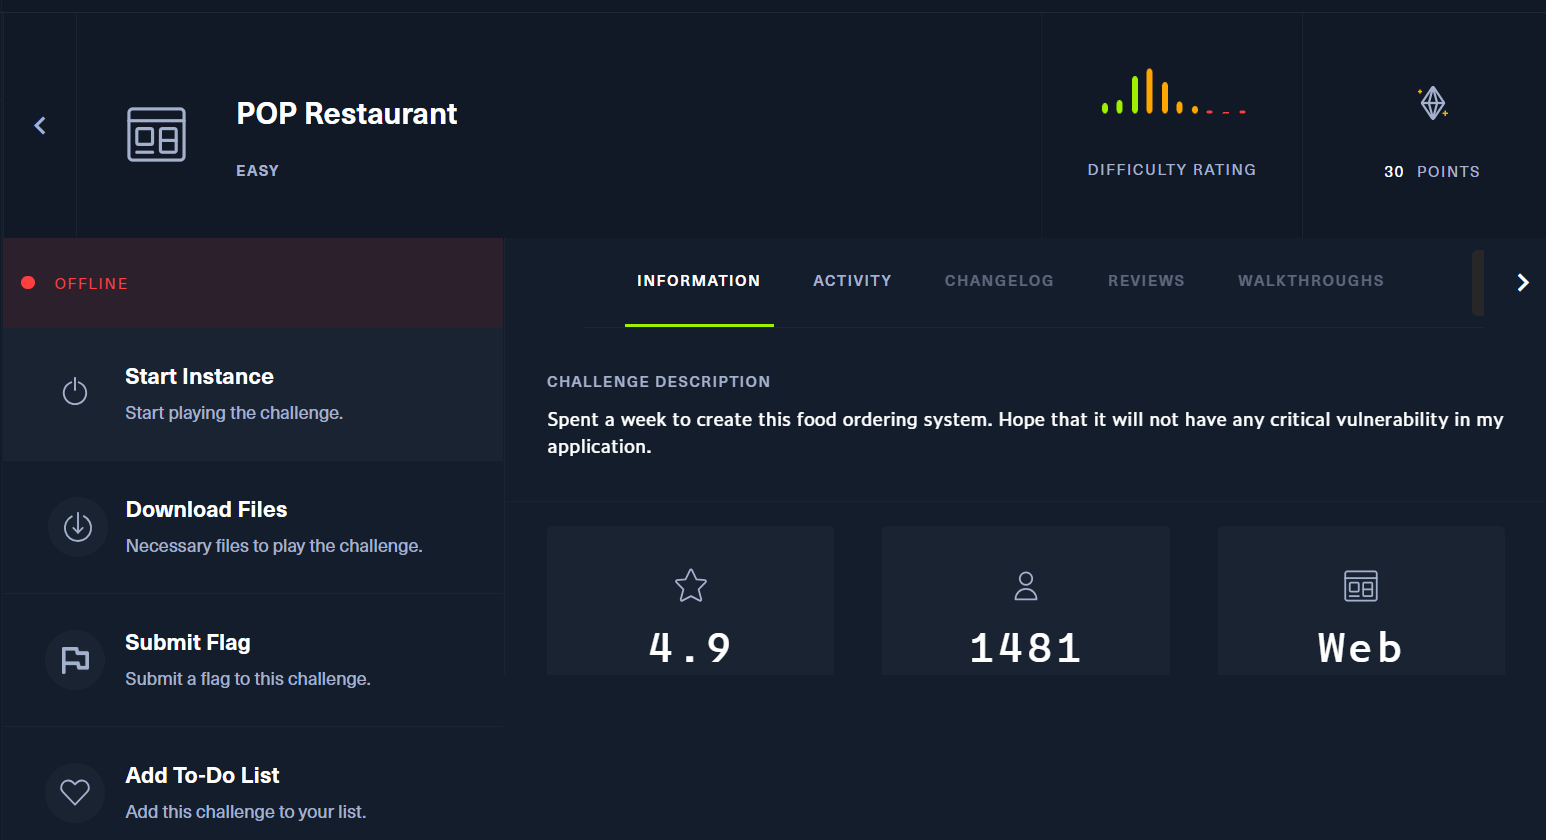 POP Restaurant
EASY
DIFFICULTY RATING
30 POINTS
OFFLINE
Start Instance
Start playing the challenge.
Download Files
Necessary files to play the challenge.
Submit Flag
Submit a flag to this challenge.
Add To-Do List
Add this challenge to your list.
INFORMATION
ACTIVITY
CHANGELOG
REVIEWS
WALKTHROUGHS
CHALLENGE DESCRIPTION
Spent a week to create this food ordering system. Hope that it will not have any critical vulnerability in my
application.
4.9
1481
Web